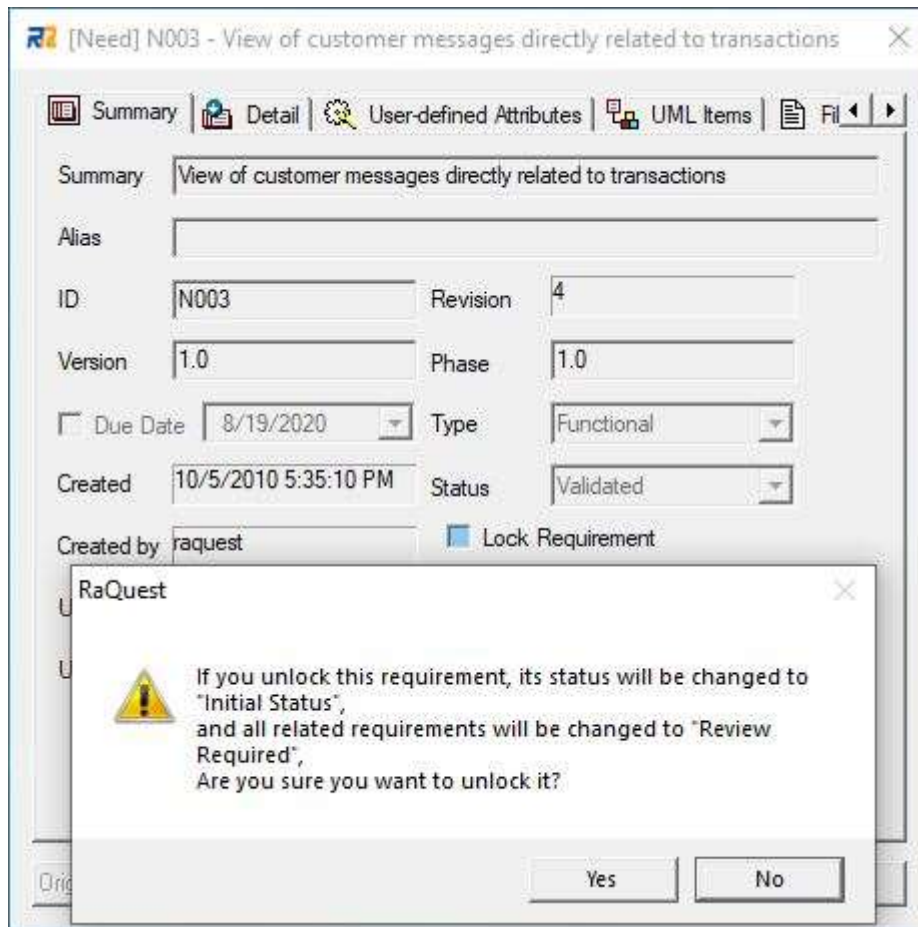 [Need] N003 - View of customer messages directly related to transactions
Summary Detail User-defined Attributes UML Items Fil
Summary View of customer messages directly related to transactions
Alias
ID N003 Revision 4
Version 1.0 Phase 1.0
Due Date 8/19/2020 Type Functional
Created 10/5/2010 5:35:10 PM Status Validated
Created by raquest Lock Requirement
RaQuest
If you unlock this requirement, its status will be changed to
"Initial Status",
and all related requirements will be changed to "Review
Required",
Are you sure you want to unlock it?
Yes No